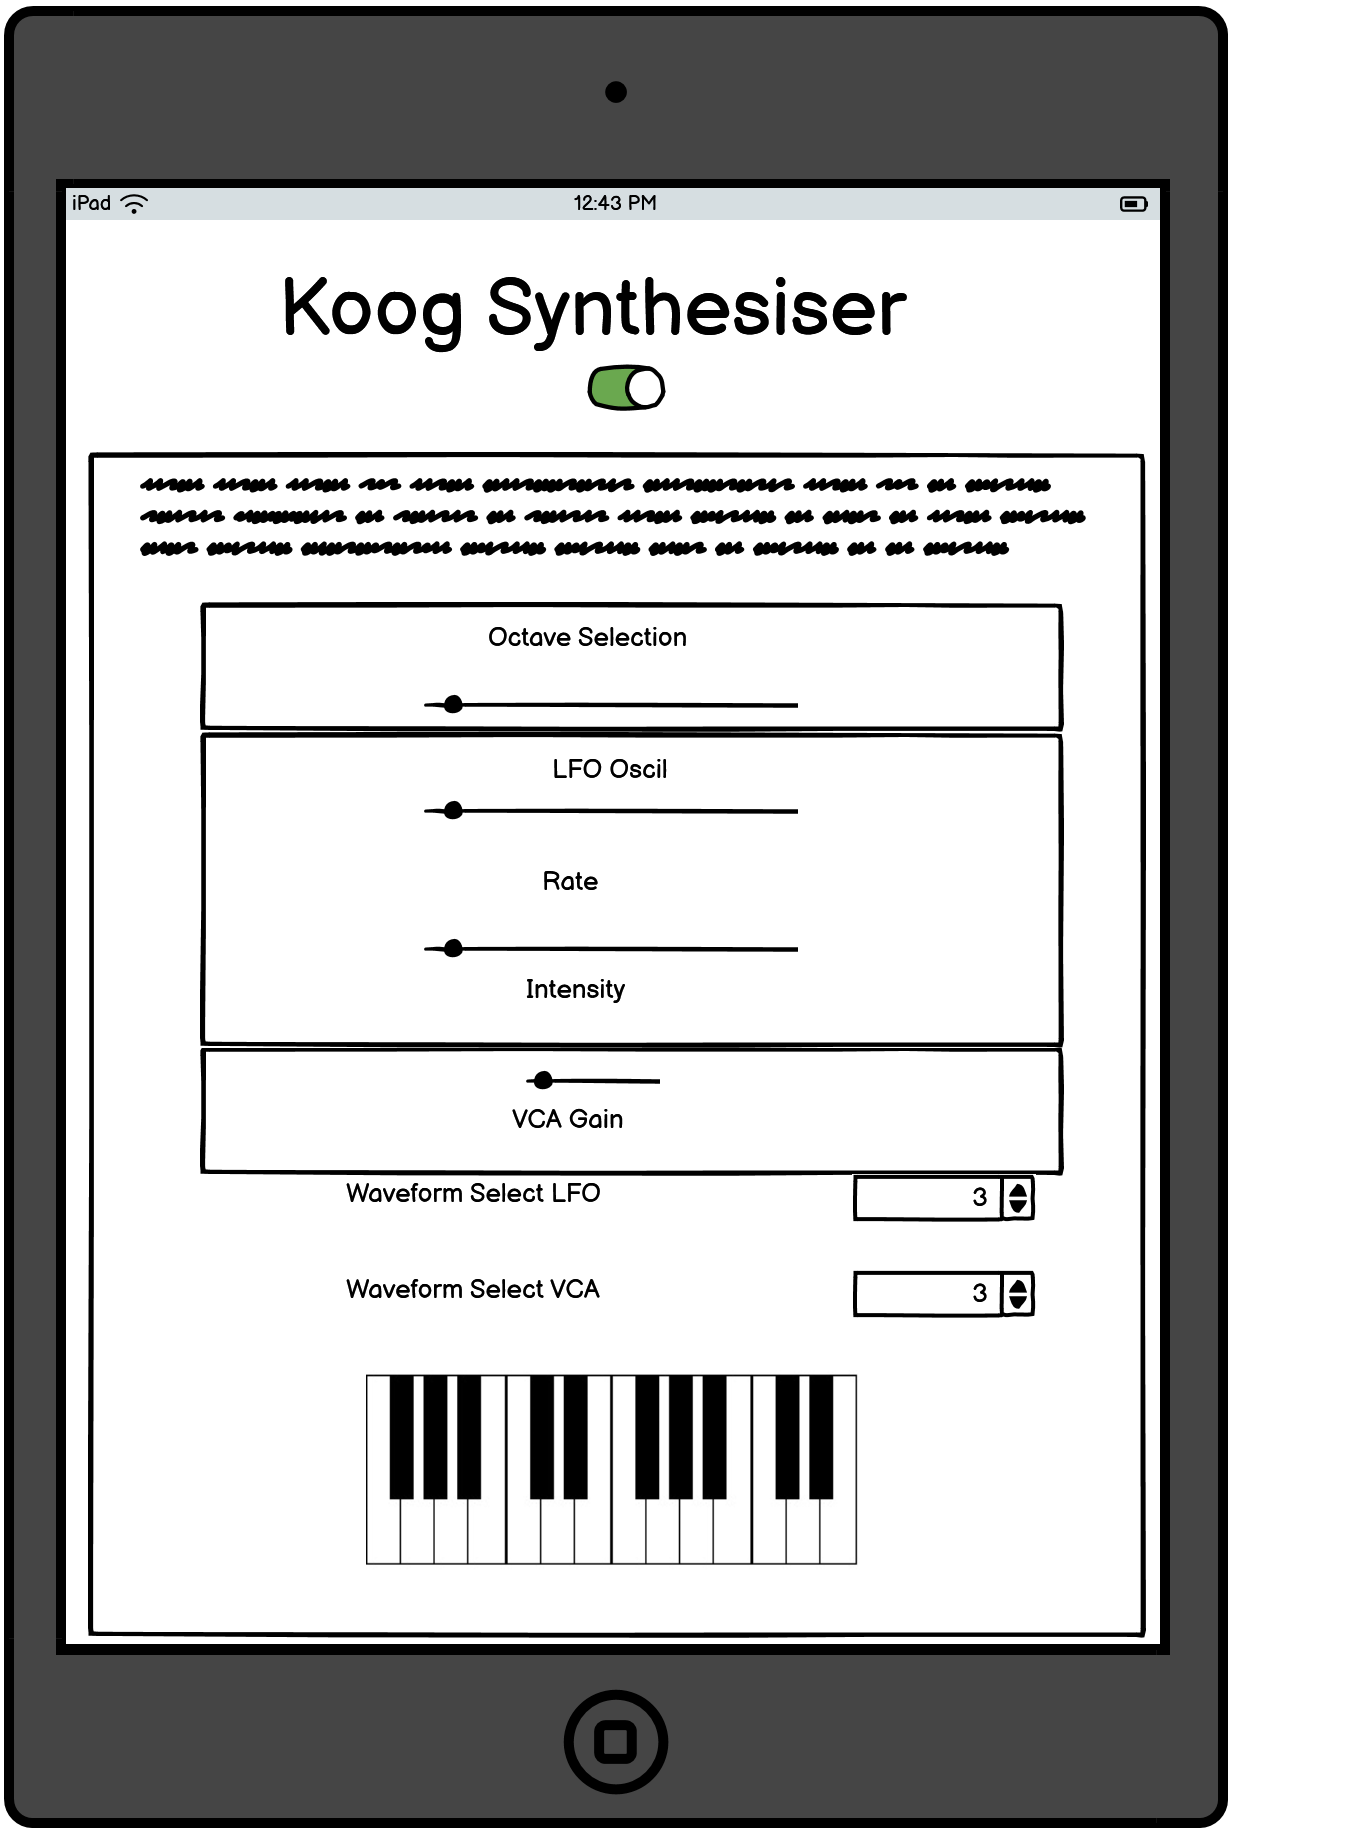 iPad 12:43 PM
Koog Synthesiser
Octave Selection
LFO Oscil
Rate
Intensity
VCA Gain
Waveform Select LFO 3
Waveform Select VCA 3